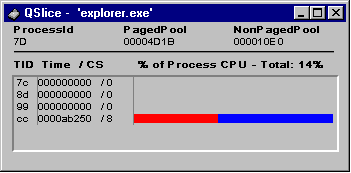 QSlice - 'explorer.exe'
ProcessId PagedPool NonPagedPool
7D 00004D1B 000010E0
TID Time / CS % of Process CPU - Total: 14%
7c 000000000 / 0
8d 000000000 / 0
99 000000000 / 0
cc 0000ab250 / 8